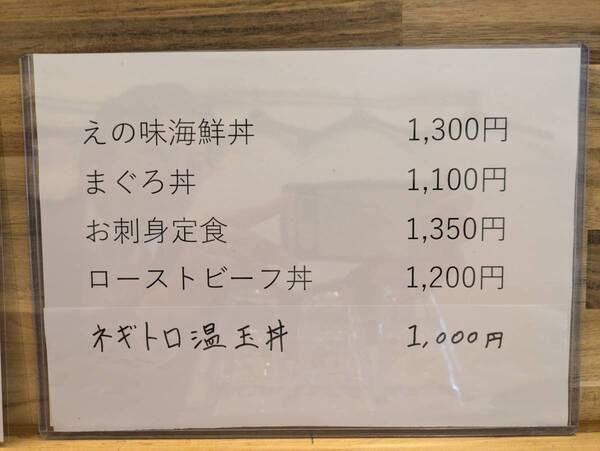 えの味海鮮丼 1,300円
まぐろ丼 1,100円
お刺身定食 1,350円
ローストビーフ丼 1,200円
ネギトロ温玉丼 1,000円